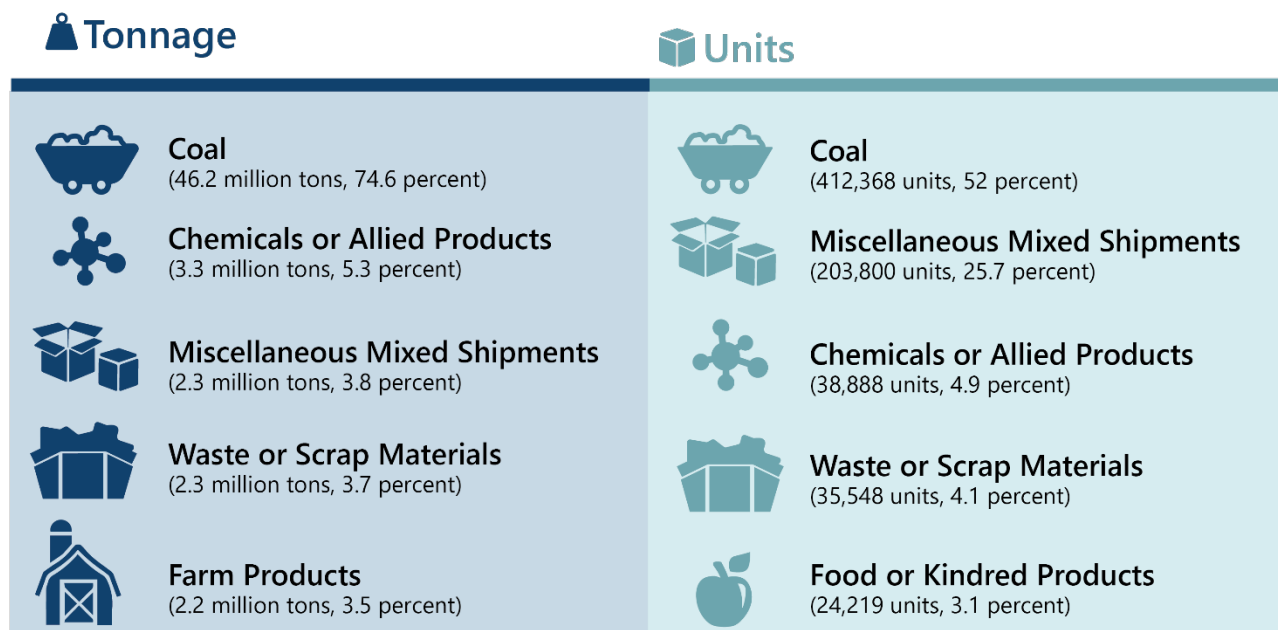 Tonnage
Coal
(46.2 million tons, 74.6 percent)
Chemicals or Allied Products
(3.3 million tons, 5.3 percent)
Miscellaneous Mixed Shipments
(2.3 million tons, 3.8 percent)
Waste or Scrap Materials
(2.3 million tons, 3.7 percent)
Farm Products
(2.2 million tons, 3.5 percent)
Units
Coal
(412,368 units, 52 percent)
Miscellaneous Mixed Shipments
(203,800 units, 25.7 percent)
Chemicals or Allied Products
(38,888 units, 4.9 percent)
Waste or Scrap Materials
(35,548 units, 4.1 percent)
Food or Kindred Products
(24,219 units, 3.1 percent)